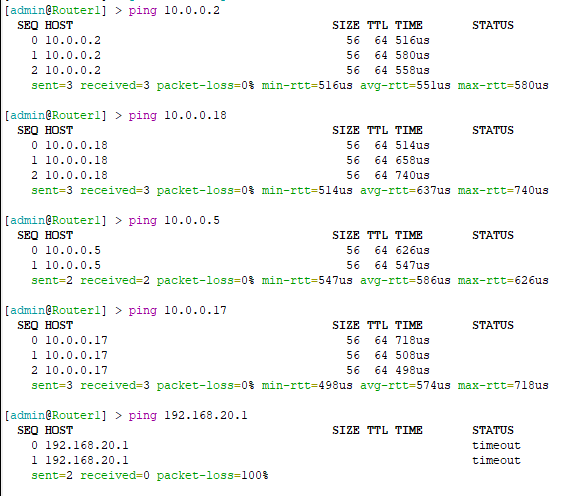 [admin@Router1] > ping 10.0.0.2
SEQ HOST SIZE TTL TIME STATUS
0 10.0.0.2 56 64 516us
1 10.0.0.2 56 64 580us
2 10.0.0.2 56 64 558us
sent=3 received=3 packet-loss=0% min-rtt=516us avg-rtt=551us max-rtt=580us
[admin@Router1] > ping 10.0.0.18
SEQ HOST SIZE TTL TIME STATUS
0 10.0.0.18 56 64 514us
1 10.0.0.18 56 64 658us
2 10.0.0.18 56 64 740us
sent=3 received=3 packet-loss=0% min-rtt=514us avg-rtt=637us max-rtt=740us
[admin@Router1] > ping 10.0.0.5
SEQ HOST SIZE TTL TIME STATUS
0 10.0.0.5 56 64 626us
1 10.0.0.5 56 64 547us
sent=2 received=2 packet-loss=0% min-rtt=547us avg-rtt=586us max-rtt=626us
[admin@Router1] > ping 10.0.0.17
SEQ HOST SIZE TTL TIME STATUS
0 10.0.0.17 56 64 718us
1 10.0.0.17 56 64 508us
2 10.0.0.17 56 64 498us
sent=3 received=3 packet-loss=0% min-rtt=498us avg-rtt=574us max-rtt=718us
[admin@Router1] > ping 192.168.20.1
SEQ HOST SIZE TTL TIME STATUS
0 192.168.20.1 timeout
1 192.168.20.1 timeout
sent=2 received=0 packet-loss=100%